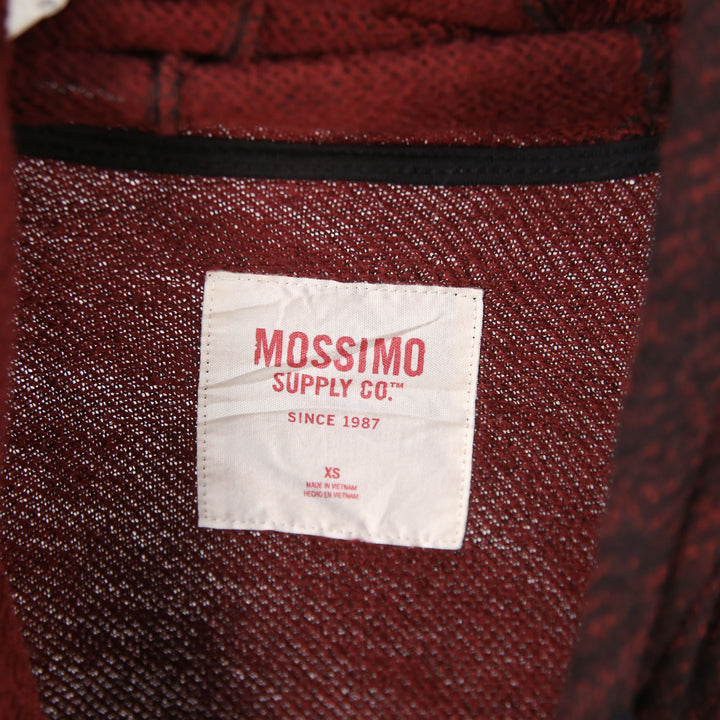 MOSSIMO
SUPPLY CO.™
SINCE 1987
XS
MADE IN VIETNAM
HECHO EN VIETNAM